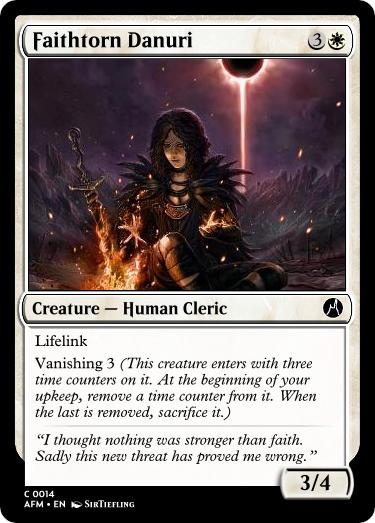 Faithtorn Danuri 3
Creature — Human Cleric
Lifelink
Vanishing 3 (This creature enters with three
time counters on it. At the beginning of your
upkeep, remove a time counter from it. When
the last is removed, sacrifice it.)
“I thought nothing was stronger than faith.
Sadly this new threat has proved me wrong.”
3/4
C 0014
AFM • EN SirTiefling